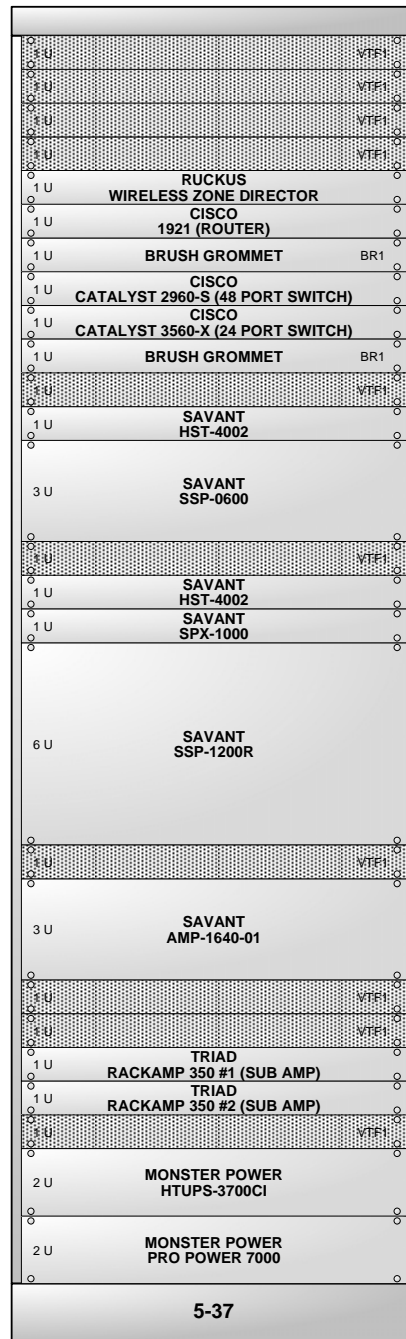 1 U VTF1
1 U VTF1
1 U VTF1
1 U VTF1
1 U RUCKUS
WIRELESS ZONE DIRECTOR
1 U CISCO
1921 (ROUTER)
1 U BRUSH GROMMET BR1
1 U CISCO
CATALYST 2960-S (48 PORT SWITCH)
1 U CISCO
CATALYST 3560-X (24 PORT SWITCH)
1 U BRUSH GROMMET BR1
1 U VTF1
1 U SAVANT
HST-4002
3 U SAVANT
SSP-0600
1 U VTF1
1 U SAVANT
HST-4002
1 U SAVANT
SPX-1000
6 U SAVANT
SSP-1200R
1 U VTF1
3 U SAVANT
AMP-1640-01
1 U VTF1
1 U VTF1
1 U TRIAD
RACKAMP 350 #1 (SUB AMP)
1 U TRIAD
RACKAMP 350 #2 (SUB AMP)
1 U VTF1
2 U MONSTER POWER
HTUPS-3700CI
2 U MONSTER POWER
PRO POWER 7000
5-37